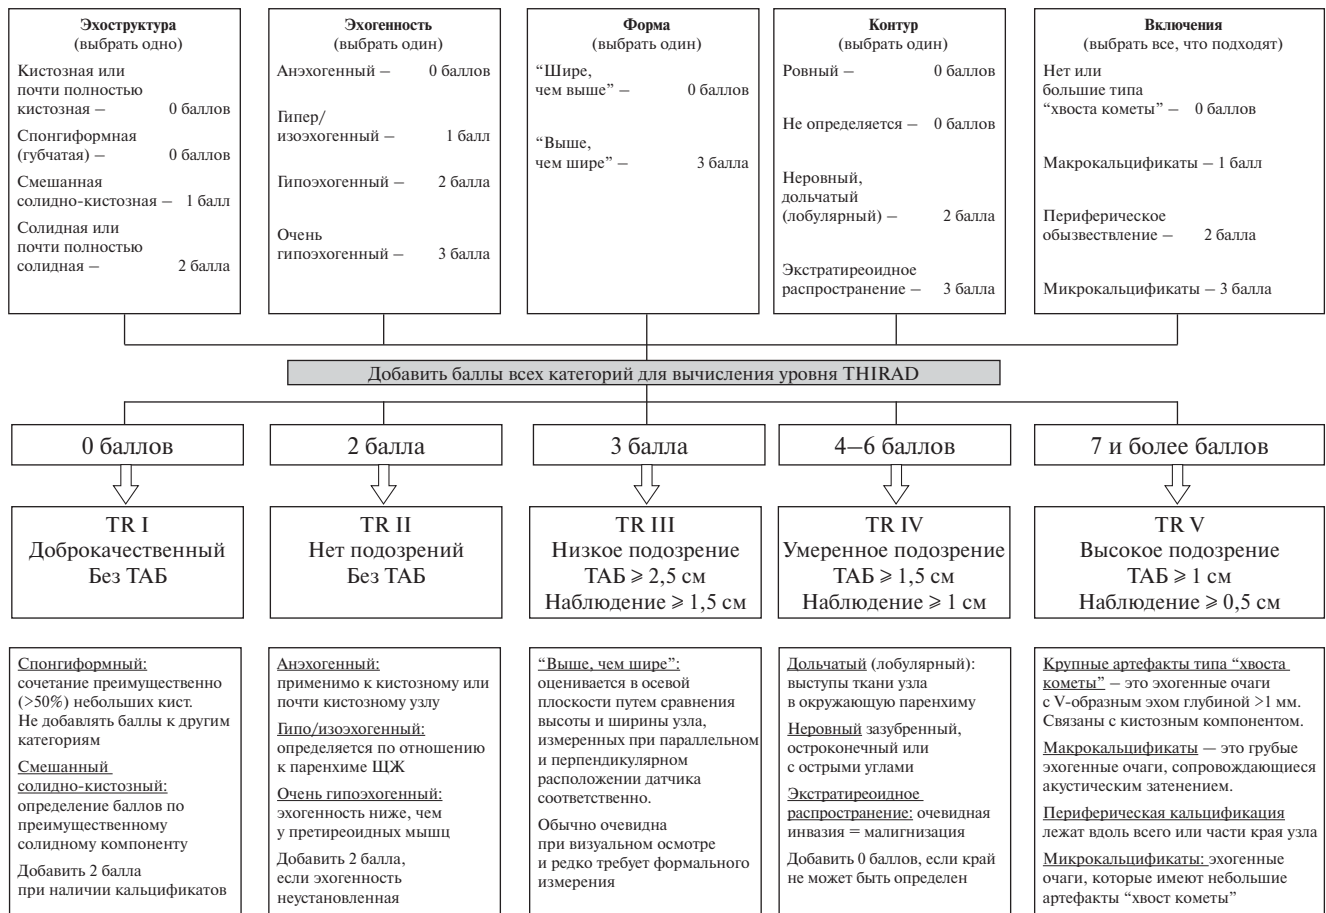 Эхоструктура
(выбрать одно)
Кистозная или
почти полностью
кистозная – 0 баллов
Спонгиформная
(губчатая) – 0 баллов
Смешанная
солидно-кистозная – 1 балл
Солидная или
почти полностью
солидная – 2 балла
Эхогенность
(выбрать один)
Анэхогенный – 0 баллов
Гипер/
изоэхогенный – 1 балл
Гипоэхогенный – 2 балла
Очень
гипоэхогенный – 3 балла
Форма
(выбрать один)
“Шире,
чем выше” – 0 баллов
“Выше,
чем шире” – 3 балла
Контур
(выбрать один)
Ровный – 0 баллов
Не определяется – 0 баллов
Неровный,
дольчатый
(лобулярный) – 2 балла
Экстратиреоидное
распространение – 3 балла
Включения
(выбрать все, что подходят)
Нет или
большие типа
“хвоста кометы” – 0 баллов
Макрокальцификаты – 1 балл
Периферическое
обызвествление – 2 балла
Микрокальцификаты – 3 балла
Добавить баллы всех категорий для вычисления уровня THIRAD
0 баллов
2 балла
3 балла
4–6 баллов
7 и более баллов
TR I
Доброкачественный
Без ТАБ
TR II
Нет подозрений
Без ТАБ
TR III
Низкое подозрение
ТАБ ⩾ 2,5 см
Наблюдение ⩾ 1,5 см
TR IV
Умеренное подозрение
ТАБ ⩾ 1,5 см
Наблюдение ⩾ 1 см
TR V
Высокое подозрение
ТАБ ⩾ 1 см
Наблюдение ⩾ 0,5 см
Спонгиформный:
сочетание преимущественно
(>50%) небольших кист.
Не добавлять баллы к другим
категориям
Смешанный
солидно-кистозный:
определение баллов по
преимущественному
солидному компоненту
Добавить 2 балла
при наличии кальцификатов
Анэхогенный:
применимо к кистозному или
почти кистозному узлу
Гипо/изоэхогенный:
определяется по отношению
к паренхиме ЩЖ
Очень гипоэхогенный:
эхогенность ниже, чем
у претиреоидных мышц
Добавить 2 балла,
если эхогенность
неустановленная
“Выше, чем шире”:
оценивается в осевой
плоскости путем сравнения
высоты и ширины узла,
измеренных при параллельном
и перпендикулярном
расположении датчика
соответственно.
Обычно очевидна
при визуальном осмотре
и редко требует формального
измерения
Дольчатый (лобулярный):
выступы ткани узла
в окружающую паренхиму
Неровный зазубренный,
остроконечный или
с острыми углами
Экстратиреоидное
распространение: очевидная
инвазия = малигнизация
Добавить 0 баллов, если край
не может быть определен
Крупные артефакты типа “хвоста
кометы” – это эхогенные очаги
с V-образным эхом глубиной >1 мм.
Связаны с кистозным компонентом.
Макрокальцификаты — это грубые
эхогенные очаги, сопровождающиеся
акустическим затенением.
Периферическая кальцификация
лежат вдоль всего или части края узла
Микрокальцификаты: эхогенные
очаги, которые имеют небольшие
артефакты “хвост кометы”